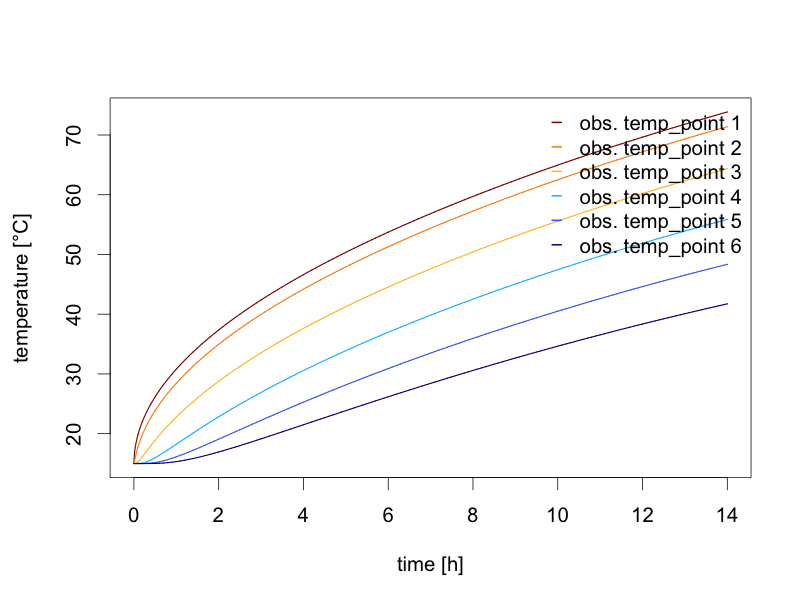 temperature [°C]
70
60
50
40
30
20
obs. temp_point 1
obs. temp_point 2
obs. temp_point 3
obs. temp_point 4
obs. temp_point 5
obs. temp_point 6
0 2 4 6 8 10 12 14
time [h]